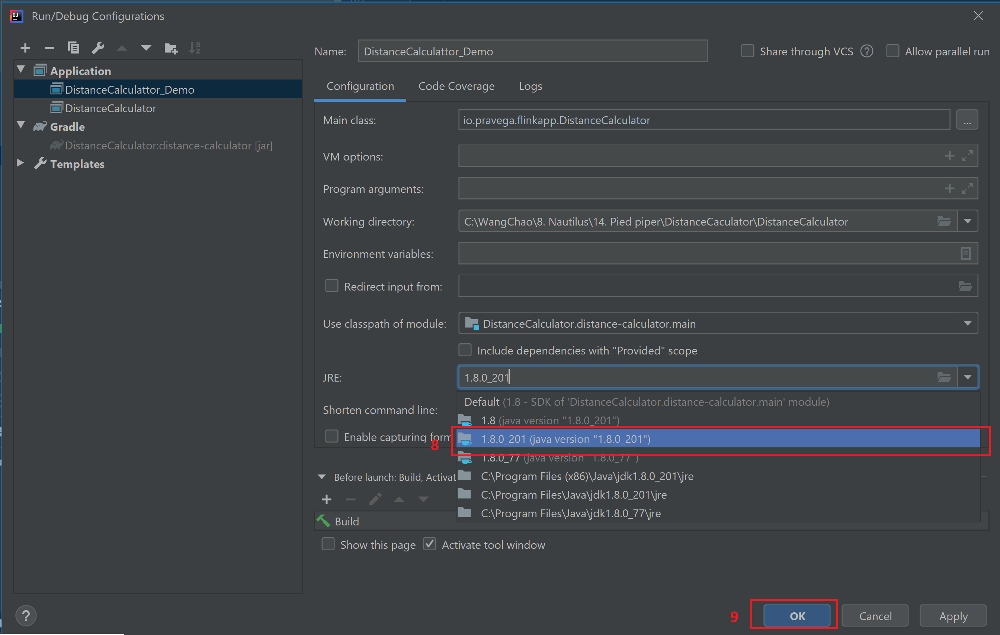 Run/Debug Configurations
Name: DistanceCalculattor_Demo
Share through VCS ? Allow parallel run
Application
DistanceCalculattor_Demo
DistanceCalculator
Gradle
DistanceCalculator:distance-calculator [jar]
Templates
Configuration Code Coverage Logs
Main class: io.pravega.flinkapp.DistanceCalculator ...
VM options:
Program arguments:
Working directory: C:\WangChao\8. Nautilus\14. Pied piper\DistanceCaculator\DistanceCalculator
Environment variables:
Redirect input from:
Use classpath of module: DistanceCalculator.distance-calculator.main
Include dependencies with "Provided" scope
JRE: 1.8.0_201
Default (1.8 - SDK of 'DistanceCalculator.distance-calculator.main' module)
Shorten command line:
1.8 (java version "1.8.0_201")
Enable capturing form
8
1.8.0_201 (java version "1.8.0_201")
1.8.0_77 (java version "1.8.0_77")
Before launch: Build, Activat
C:\Program Files (x86)\Java\jdk1.8.0_201\jre
C:\Program Files\Java\jdk1.8.0_201\jre
C:\Program Files\Java\jdk1.8.0_77\jre
Build
Show this page Activate tool window
?
9 OK Cancel Apply